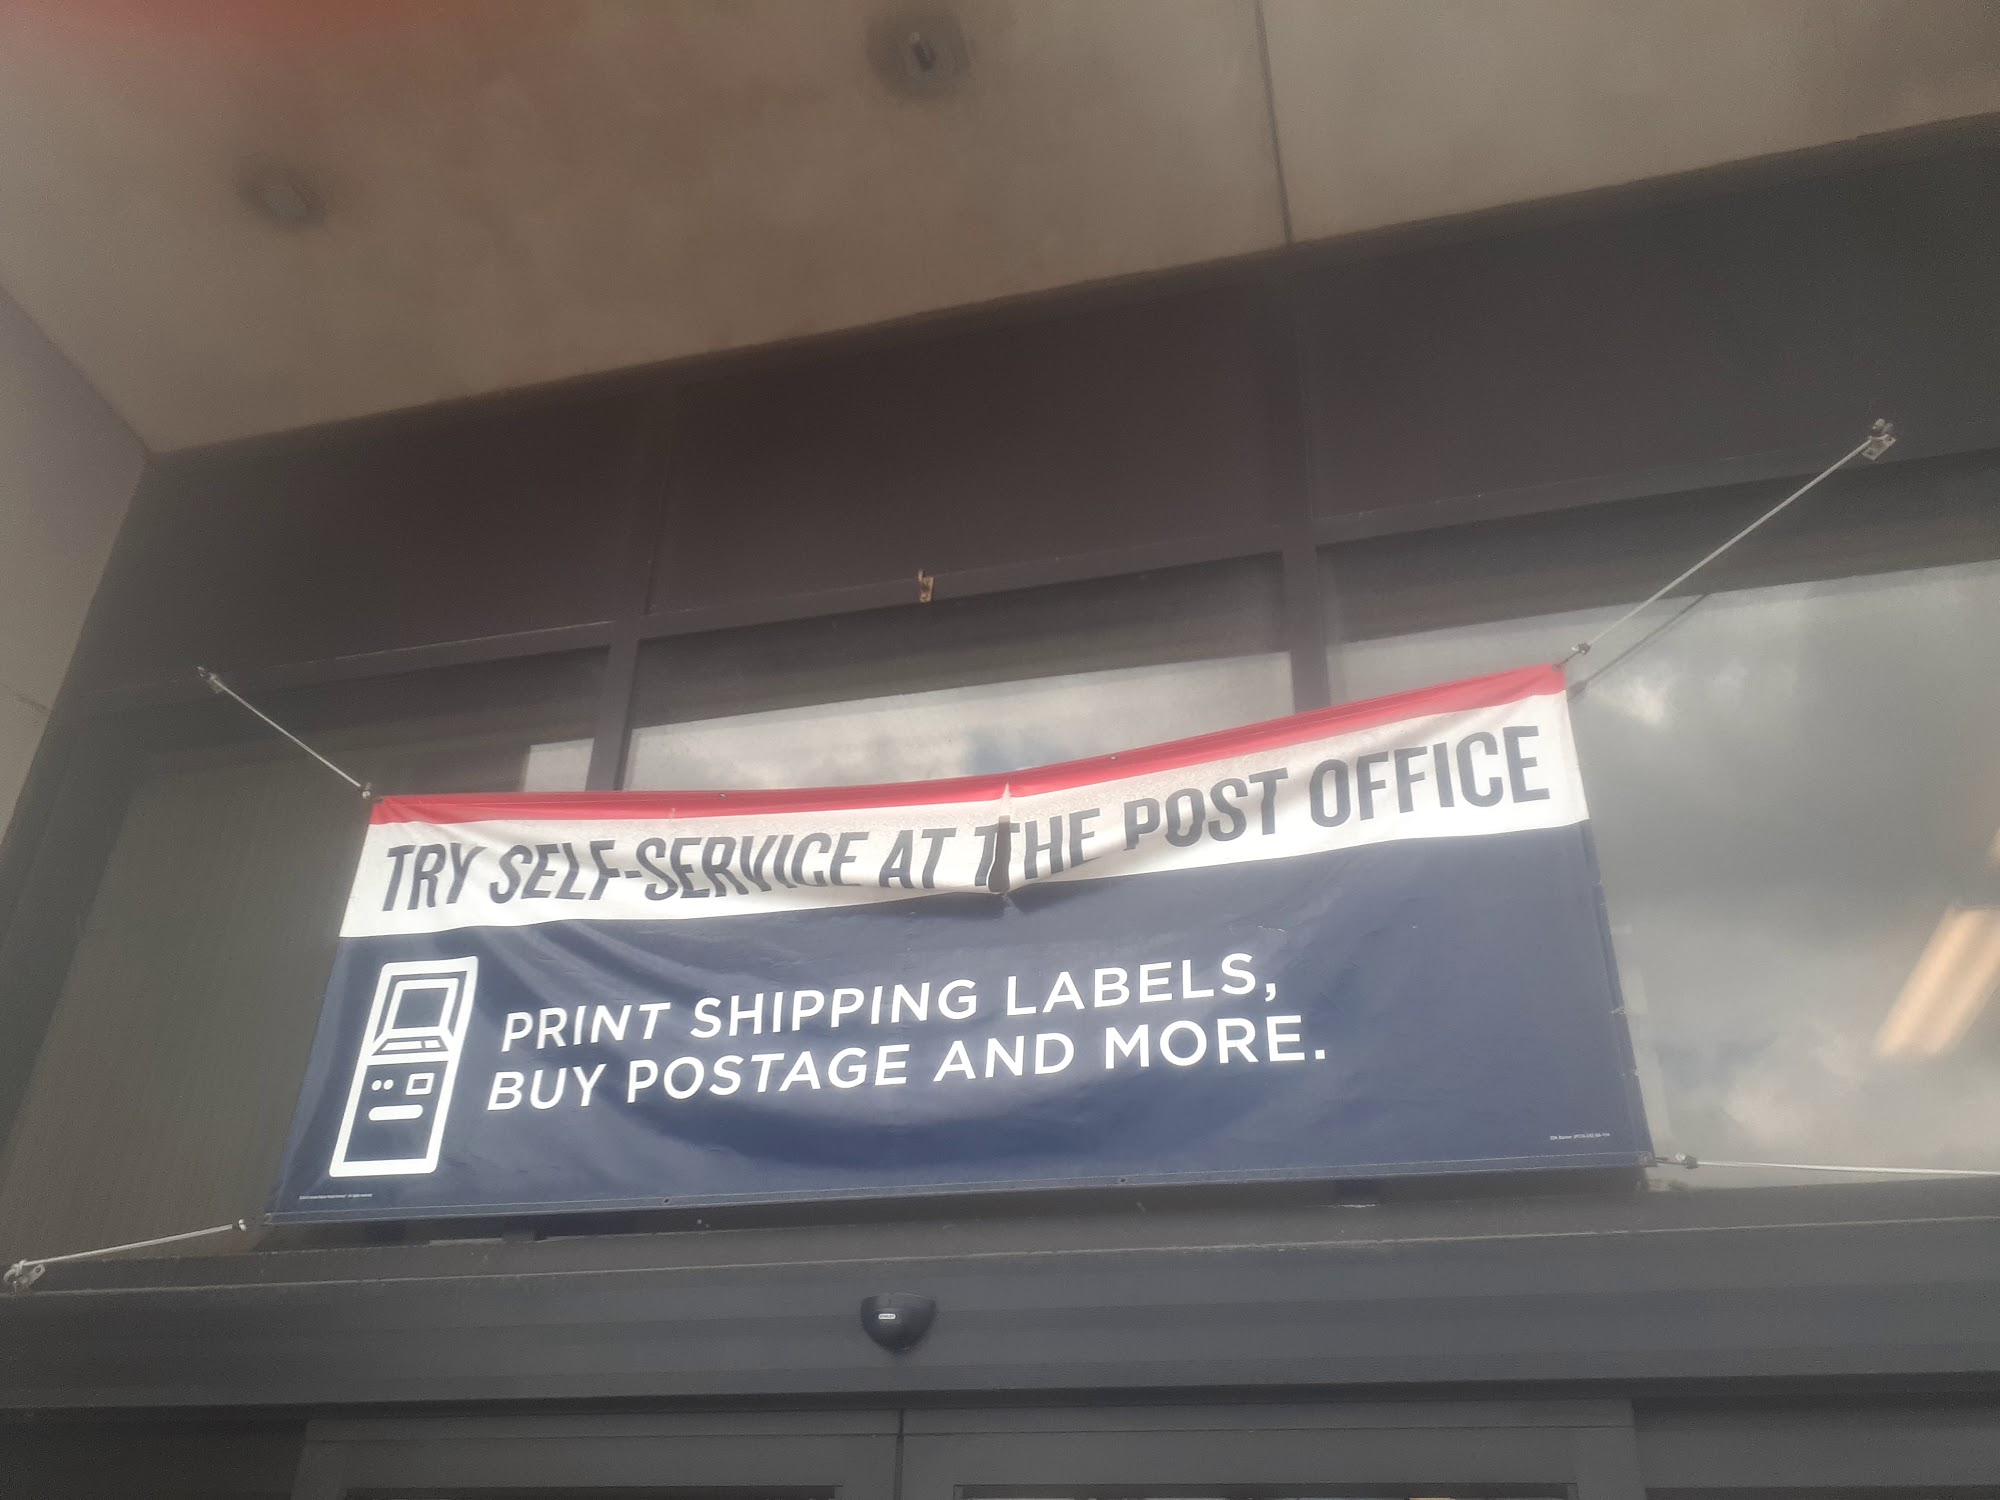 TRY SELF-SERVICE AT THE POST OFFICE
PRINT SHIPPING LABELS,
BUY POSTAGE AND MORE.